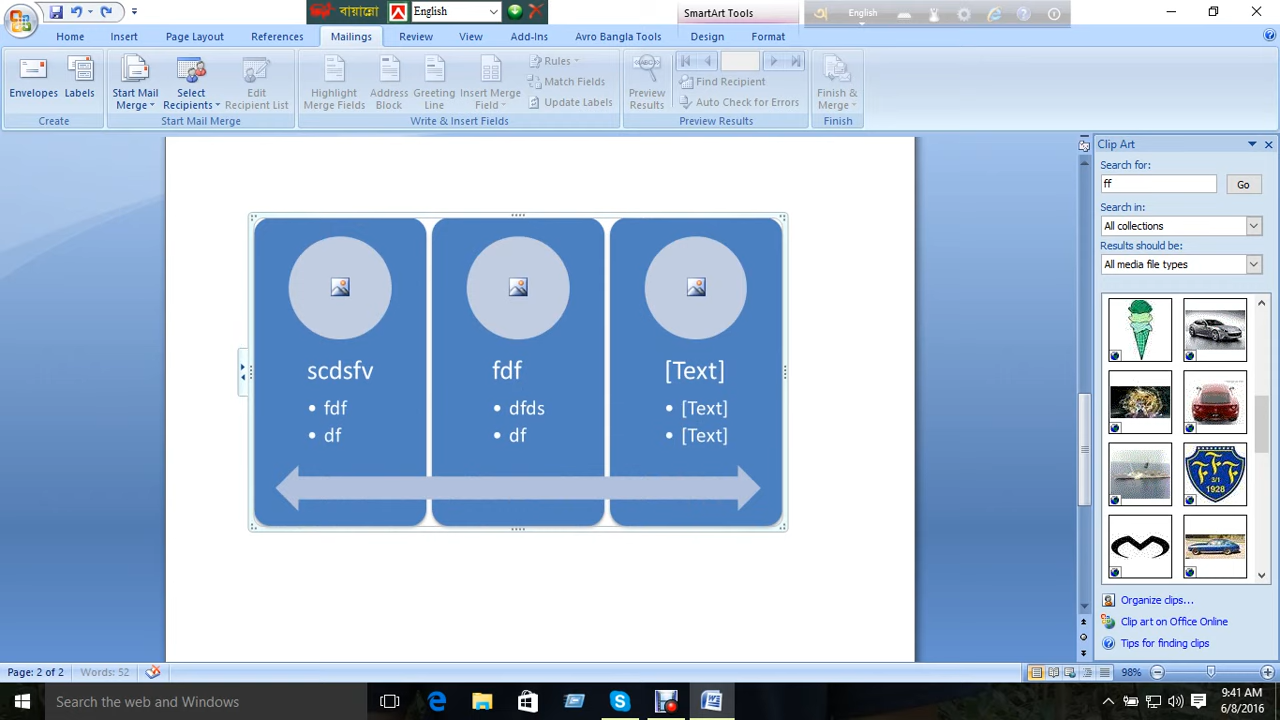 বায়ান্নো English SmartArt Tools English
Home Insert Page Layout References Mailings Review View Add-Ins Avro Bangla Tools Design Format
Envelopes Labels Start Mail Merge Select Recipients Edit Recipient List Highlight Merge Fields Address Block Greeting Line Insert Merge Field Rules Match Fields Update Labels Preview Results Find Recipient Auto Check for Errors Finish & Merge
Create Start Mail Merge Write & Insert Fields Preview Results Finish
Clip Art
Search for:
ff Go
Search in:
All collections
Results should be:
All media file types
scdsfv fdf [Text]
• fdf • dfds • [Text]
• df • df • [Text]
FFF
3/1
1928
Organize clips...
Clip art on Office Online
Tips for finding clips
Page: 2 of 2 Words: 52 98%
Search the web and Windows
9:41 AM
6/8/2016